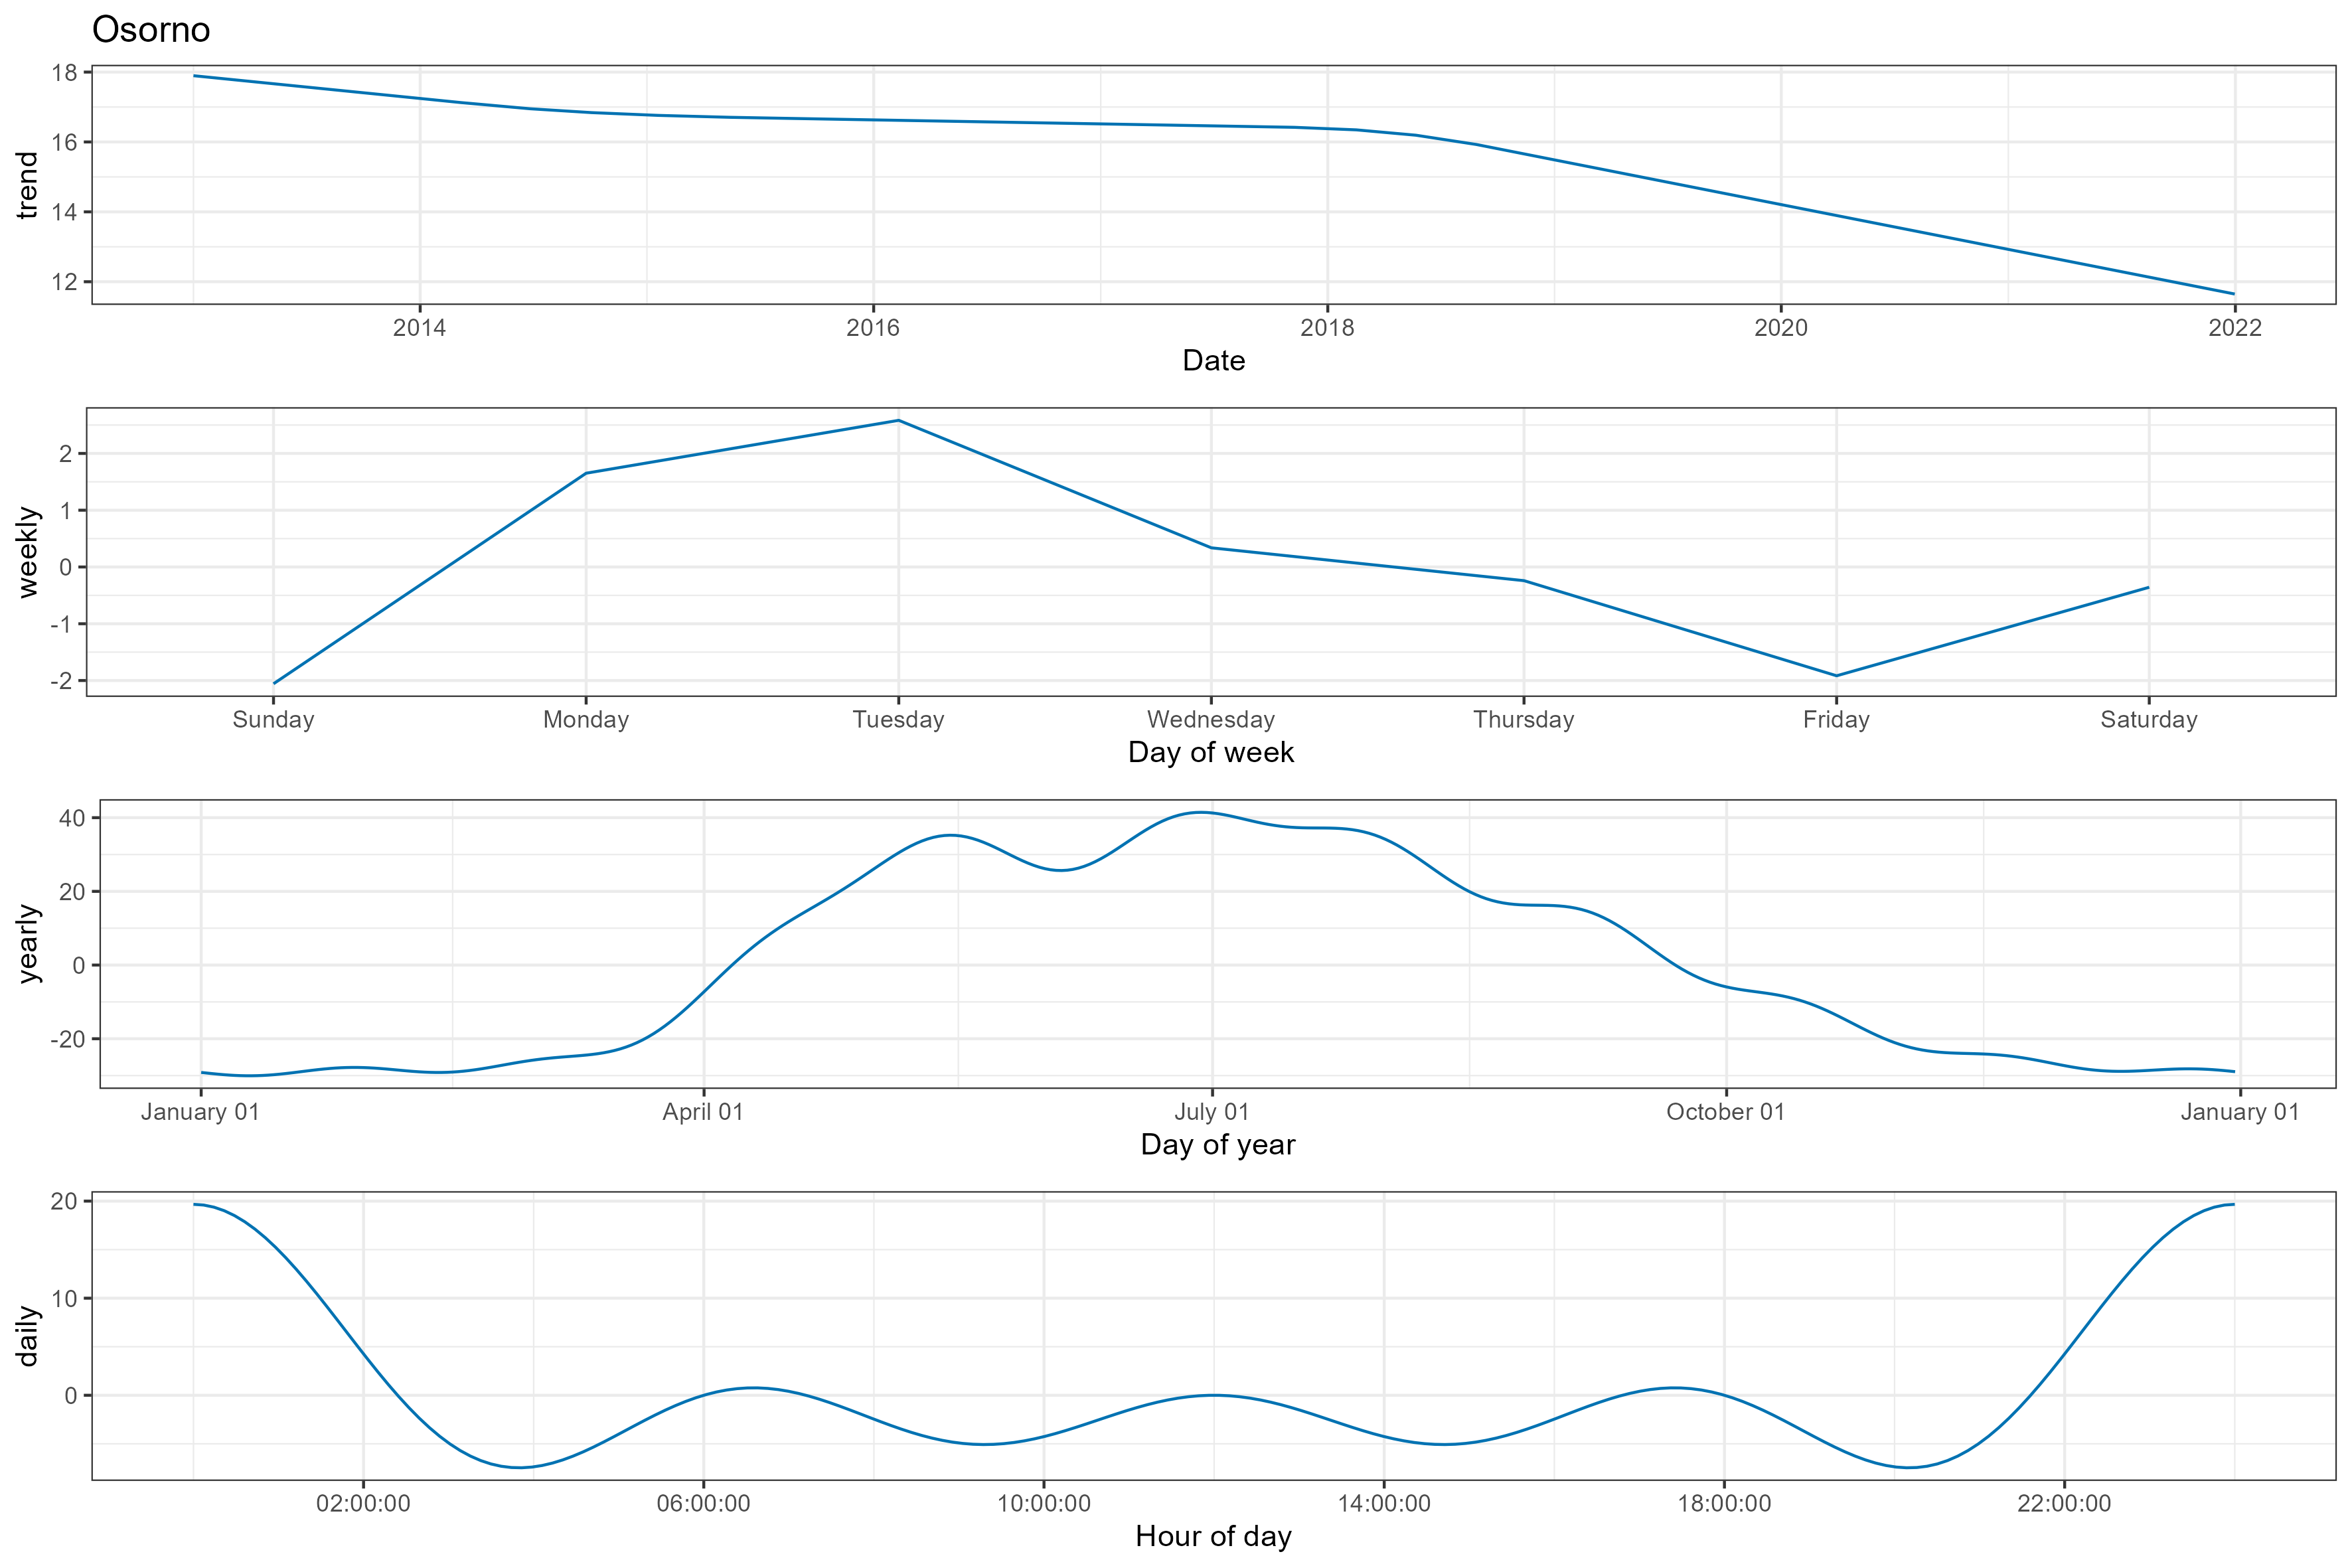 Osorno
18
16
14
12
trend
2014 2016 2018 2020 2022
Date
2
1
0
-1
-2
weekly
Sunday Monday Tuesday Wednesday Thursday Friday Saturday
Day of week
40
20
0
-20
yearly
January 01 April 01 July 01 October 01 January 01
Day of year
20
10
0
daily
02:00:00 06:00:00 10:00:00 14:00:00 18:00:00 22:00:00
Hour of day